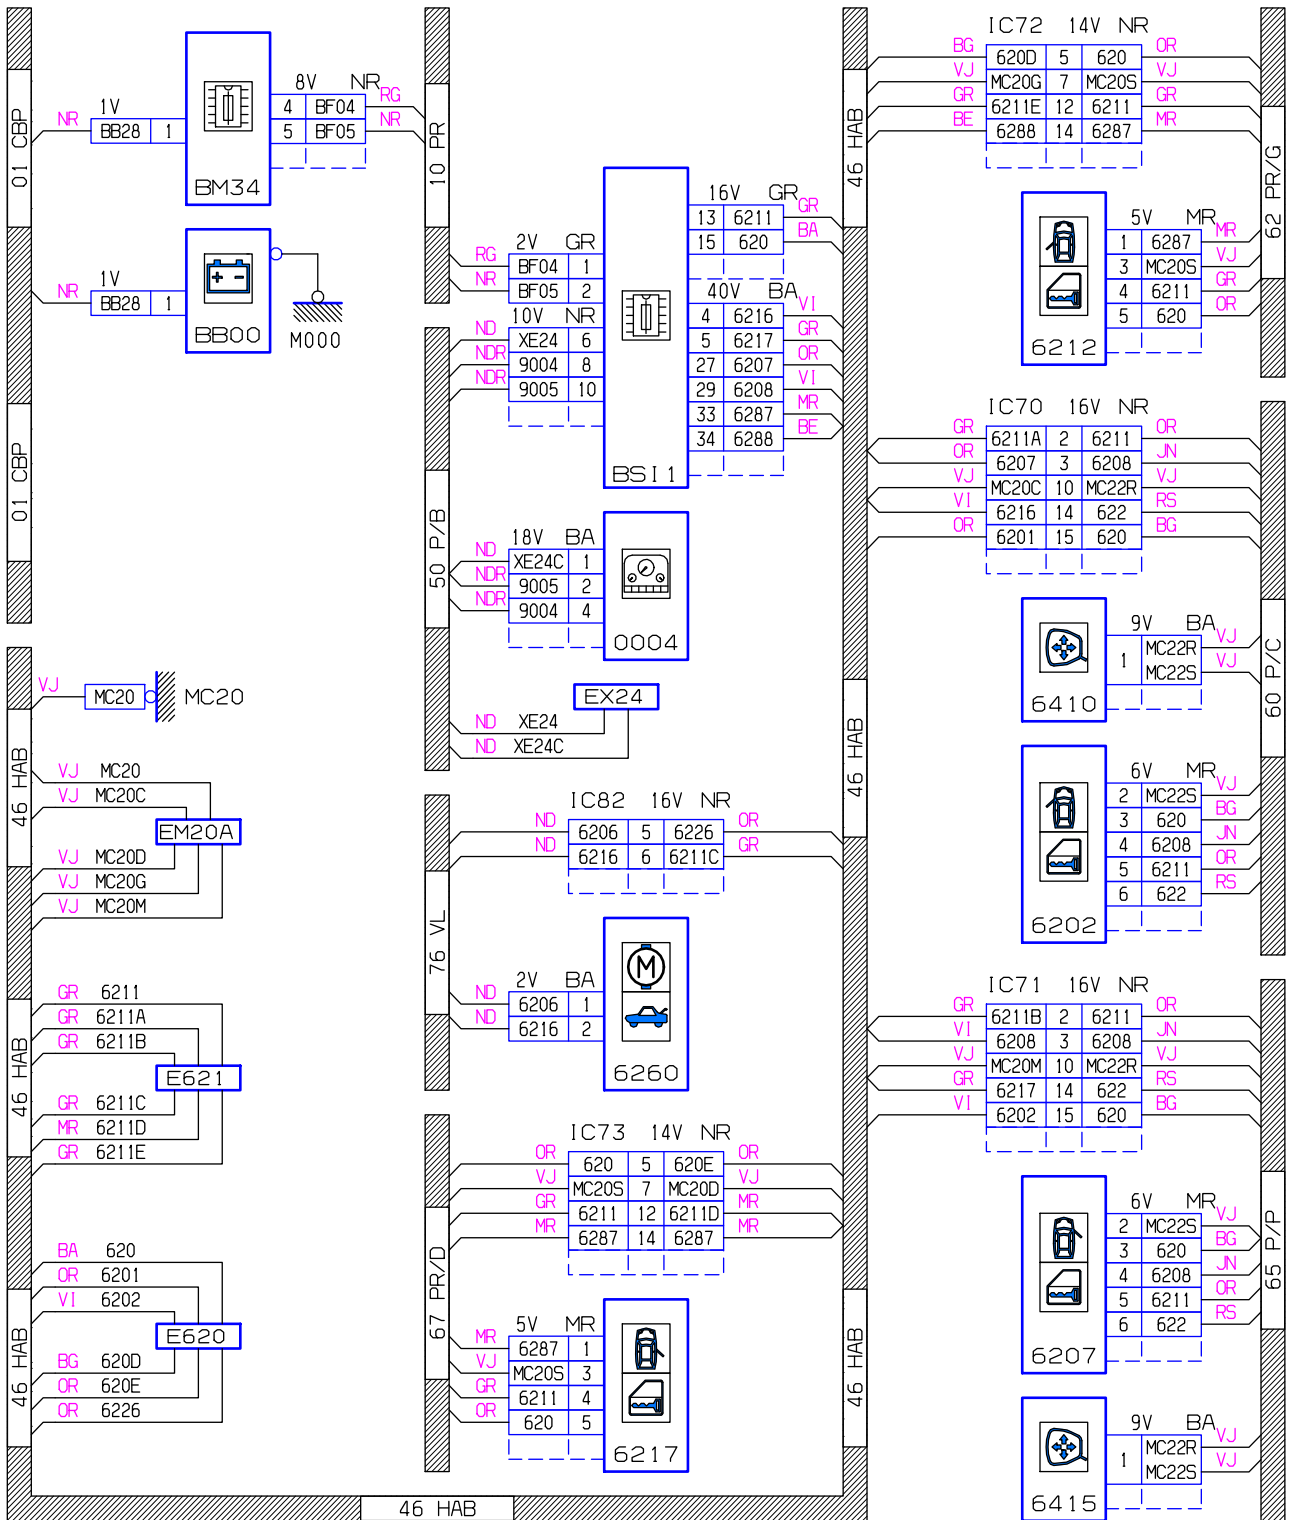 01 CBP
1V
NR BB28 1
BM34
8V NR
4 BF04 RG
5 BF05 NR
1V
NR BB28 1
BB00
M000
01 CBP
10 PR
2V GR
RG BF04 1
NR BF05 2
10V NR
ND XE24 6
NDR 9004 8
NDR 9005 10
BSI1
16V GR
13 6211 GR
15 620 BA
40V BA
4 6216 VI
5 6217 GR
27 6207 OR
29 6208 VI
33 6287 MR
34 6288 BE
50 P/B
18V BA
ND XE24C 1
NDR 9005 2
NDR 9004 4
0004
EX24
ND XE24
ND XE24C
46 HAB
IC72 14V NR
BG 620D 5 620 OR
VJ MC20G 7 MC20S VJ
GR 6211E 12 6211 GR
BE 6288 14 6287 MR
62 PR/G
5V MR
1 6287 MR
3 MC20S VJ
4 6211 GR
5 620 OR
6212
IC70 16V NR
GR 6211A 2 6211 OR
OR 6207 3 6208 JN
VJ MC20C 10 MC22R VJ
VI 6216 14 622 RS
OR 6201 15 620 BG
60 P/C
9V BA
1 MC22R VJ
MC22S VJ
6410
6V MR
2 MC22S VJ
3 620 BG
4 6208 JN
5 6211 OR
6 622 RS
6202
46 HAB
VJ MC20 MC20
46 HAB
VJ MC20
VJ MC20C
EM20A
VJ MC20D
VJ MC20G
VJ MC20M
46 HAB
GR 6211
GR 6211A
GR 6211B
E621
GR 6211C
MR 6211D
GR 6211E
46 HAB
BA 620
OR 6201
VI 6202
E620
BG 620D
OR 620E
OR 6226
76 VL
IC82 16V NR
ND 6206 5 6226 OR
ND 6216 6 6211C GR
2V BA
ND 6206 1
ND 6216 2
6260
67 PR/D
IC73 14V NR
OR 620 5 620E OR
VJ MC20S 7 MC20D VJ
GR 6211 12 6211D MR
MR 6287 14 6287 MR
5V MR
MR 6287 1
VJ MC20S 3
GR 6211 4
OR 620 5
6217
46 HAB
IC71 16V NR
GR 6211B 2 6211 OR
VI 6208 3 6208 JN
VJ MC20M 10 MC22R VJ
GR 6217 14 622 RS
VI 6202 15 620 BG
65 P/P
6V MR
2 MC22S VJ
3 620 BG
4 6208 JN
5 6211 OR
6 622 RS
6207
9V BA
1 MC22R VJ
MC22S VJ
6415
46 HAB